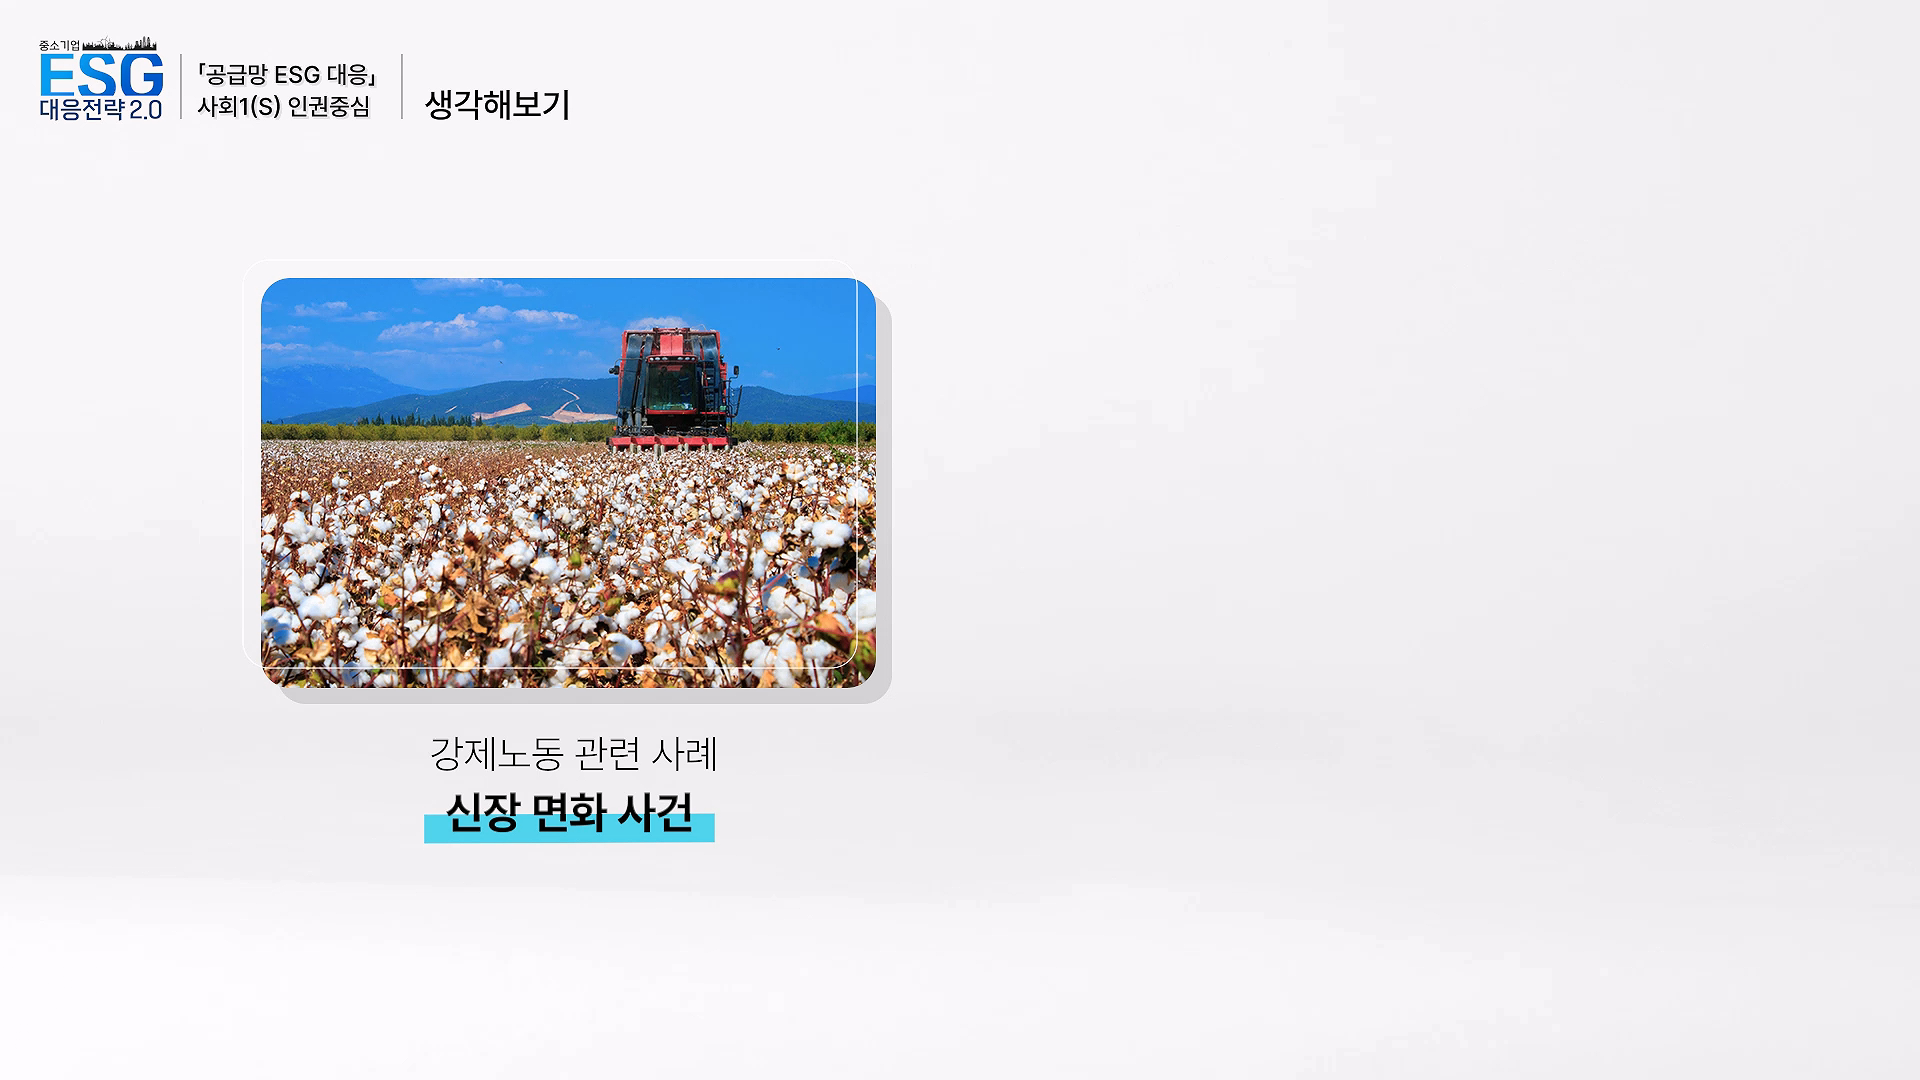 중소기업
ESG
대응전략 2.0
「공급망 ESG 대응」
사회1(S) 인권중심
생각해보기
강제노동 관련 사례
신장 면화 사건